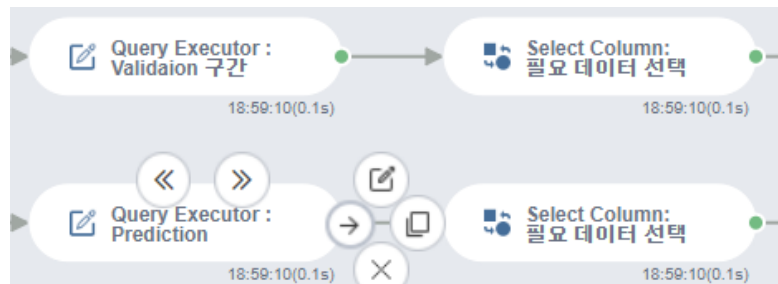 Query Executor :
Validaion 구간
18:59:10(0.1s)
Select Column:
필요 데이터 선택
18:59:10(0.1s)
Query Executor :
Prediction
18:59:10(0.1s)
Select Column:
필요 데이터 선택
18:59:10(0.1s)